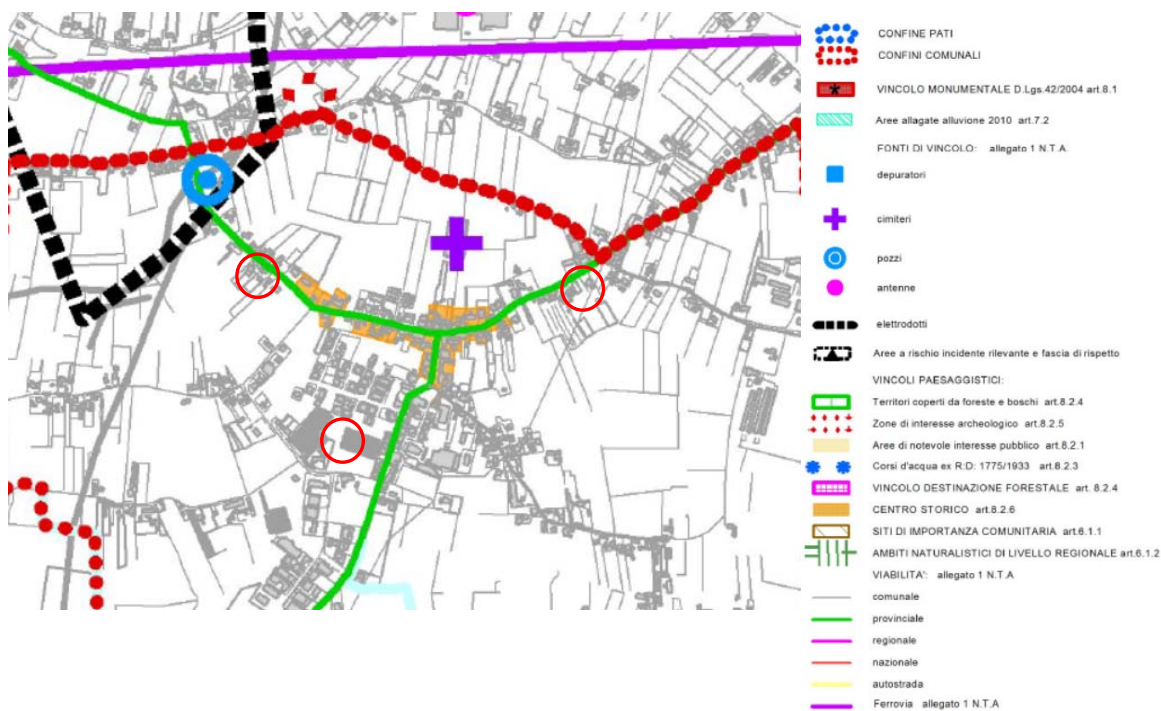 CONFINE PATI
CONFINI COMUNALI
VINCOLO MONUMENTALE D.Lgs.42/2004 art.8.1
Aree allagate alluvione 2010 art.7.2
FONTI DI VINCOLO: allegato 1 N.T.A.
depuratori
cimiteri
pozzi
antenne
elettrodotti
Aree a rischio incidente rilevante e fascia di rispetto
VINCOLI PAESAGGISTICI:
Territori coperti da foreste e boschi art.8.2.4
Zone di interesse archeologico art.8.2.5
Aree di notevole interesse pubblico art.8.2.1
Corsi d'acqua ex R:D: 1775/1933 art.8.2.3
VINCOLO DESTINAZIONE FORESTALE art. 8.2.4
CENTRO STORICO art.8.2.6
SITI DI IMPORTANZA COMUNITARIA art.6.1.1
AMBITI NATURALISTICI DI LIVELLO REGIONALE art.6.1.2
VIABILITA': allegato 1 N.T.A
comunale
provinciale
regionale
nazionale
autostrada
Ferrovia allegato 1 N.T.A